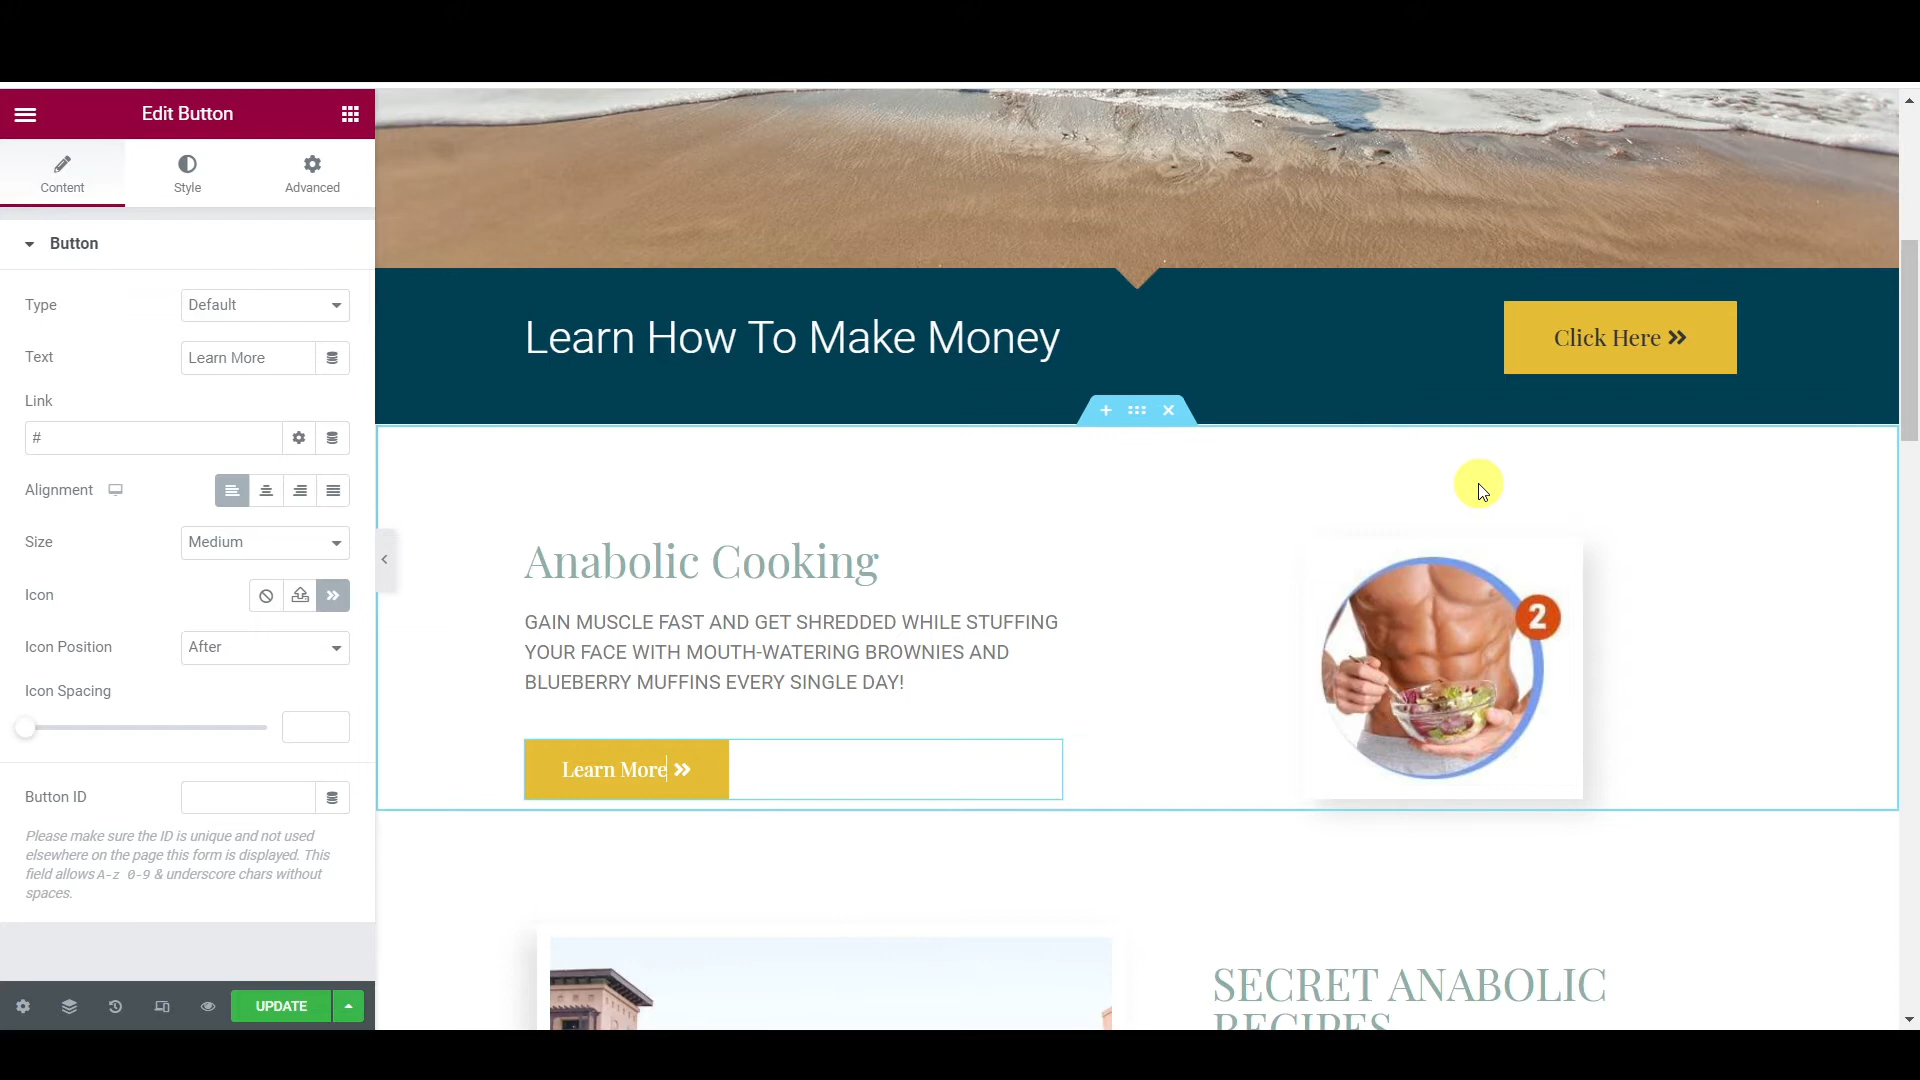 Edit Button
Content
Style
Advanced
Button
Type
Default
Text
Learn More
Link
#
Alignment
Size
Medium
Icon
Icon Position
After
Icon Spacing
Button ID
Please make sure the ID is unique and not used
elsewhere on the page this form is displayed. This
field allows A-z 0-9 & underscore chars without
spaces.
UPDATE
Learn How To Make Money
Click Here
Anabolic Cooking
GAIN MUSCLE FAST AND GET SHREDDED WHILE STUFFING
YOUR FACE WITH MOUTH-WATERING BROWNIES AND
BLUEBERRY MUFFINS EVERY SINGLE DAY!
Learn More
2
SECRET ANABOLIC
RECIPES